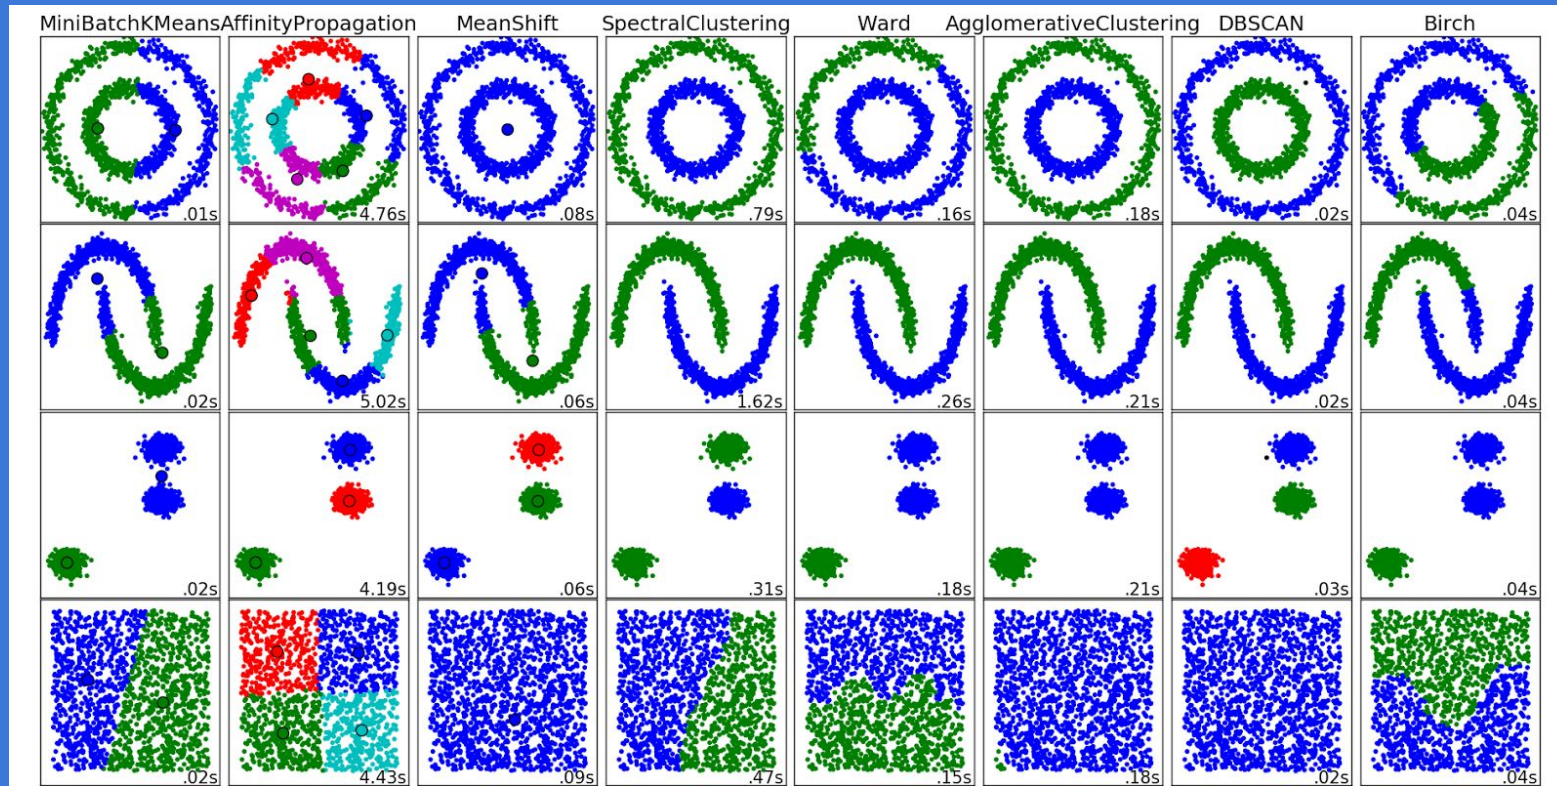 MiniBatchKMeans AffinityPropagation MeanShift SpectralClustering Ward AgglomerativeClustering DBSCAN Birch
.01s 4.76s .08s .79s .16s .18s .02s .04s
.02s 5.02s .06s 1.62s .26s .21s .02s .04s
.02s 4.19s .06s .31s .18s .21s .03s .04s
.02s 4.43s .09s .47s .15s .18s .02s .04s